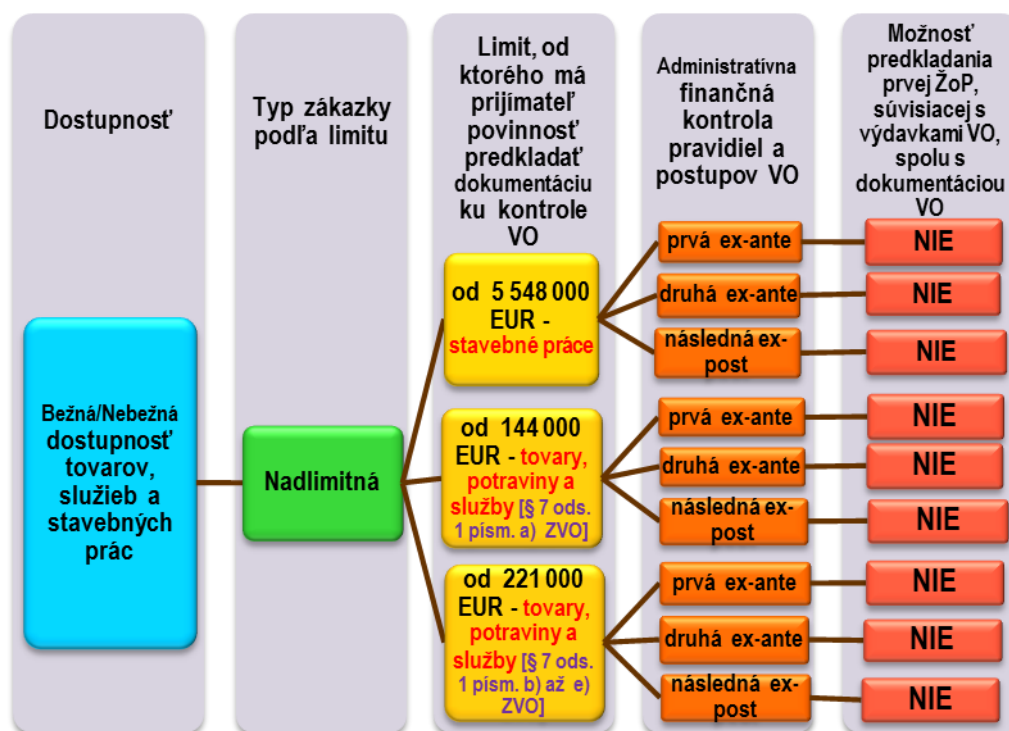 Dostupnosť
Typ zákazky
podľa limitu
Limit, od
ktorého má
prijímateľ
povinnosť
predkladať
dokumentáciu
ku kontrole
VO
Administratívna
finančná
kontrola
pravidiel a
postupov VO
Možnosť
predkladania
prvej ŽoP,
súvisiacej s
výdavkami VO,
spolu s
dokumentáciou
VO
Bežná/Nebežná
dostupnosť
tovarov,
služieb a
stavebných
prác
Nadlimitná
od 5 548 000
EUR -
stavebné práce
prvá ex-ante
NIE
druhá ex-ante
NIE
následná ex-
post
NIE
od 144 000
EUR - tovary,
potraviny a
služby [§ 7 ods.
1 písm. a) ZVO]
prvá ex-ante
NIE
druhá ex-ante
NIE
následná ex-
post
NIE
od 221 000
EUR - tovary,
potraviny a
služby [§ 7 ods.
1 písm. b) až e)
ZVO]
prvá ex-ante
NIE
druhá ex-ante
NIE
následná ex-
post
NIE